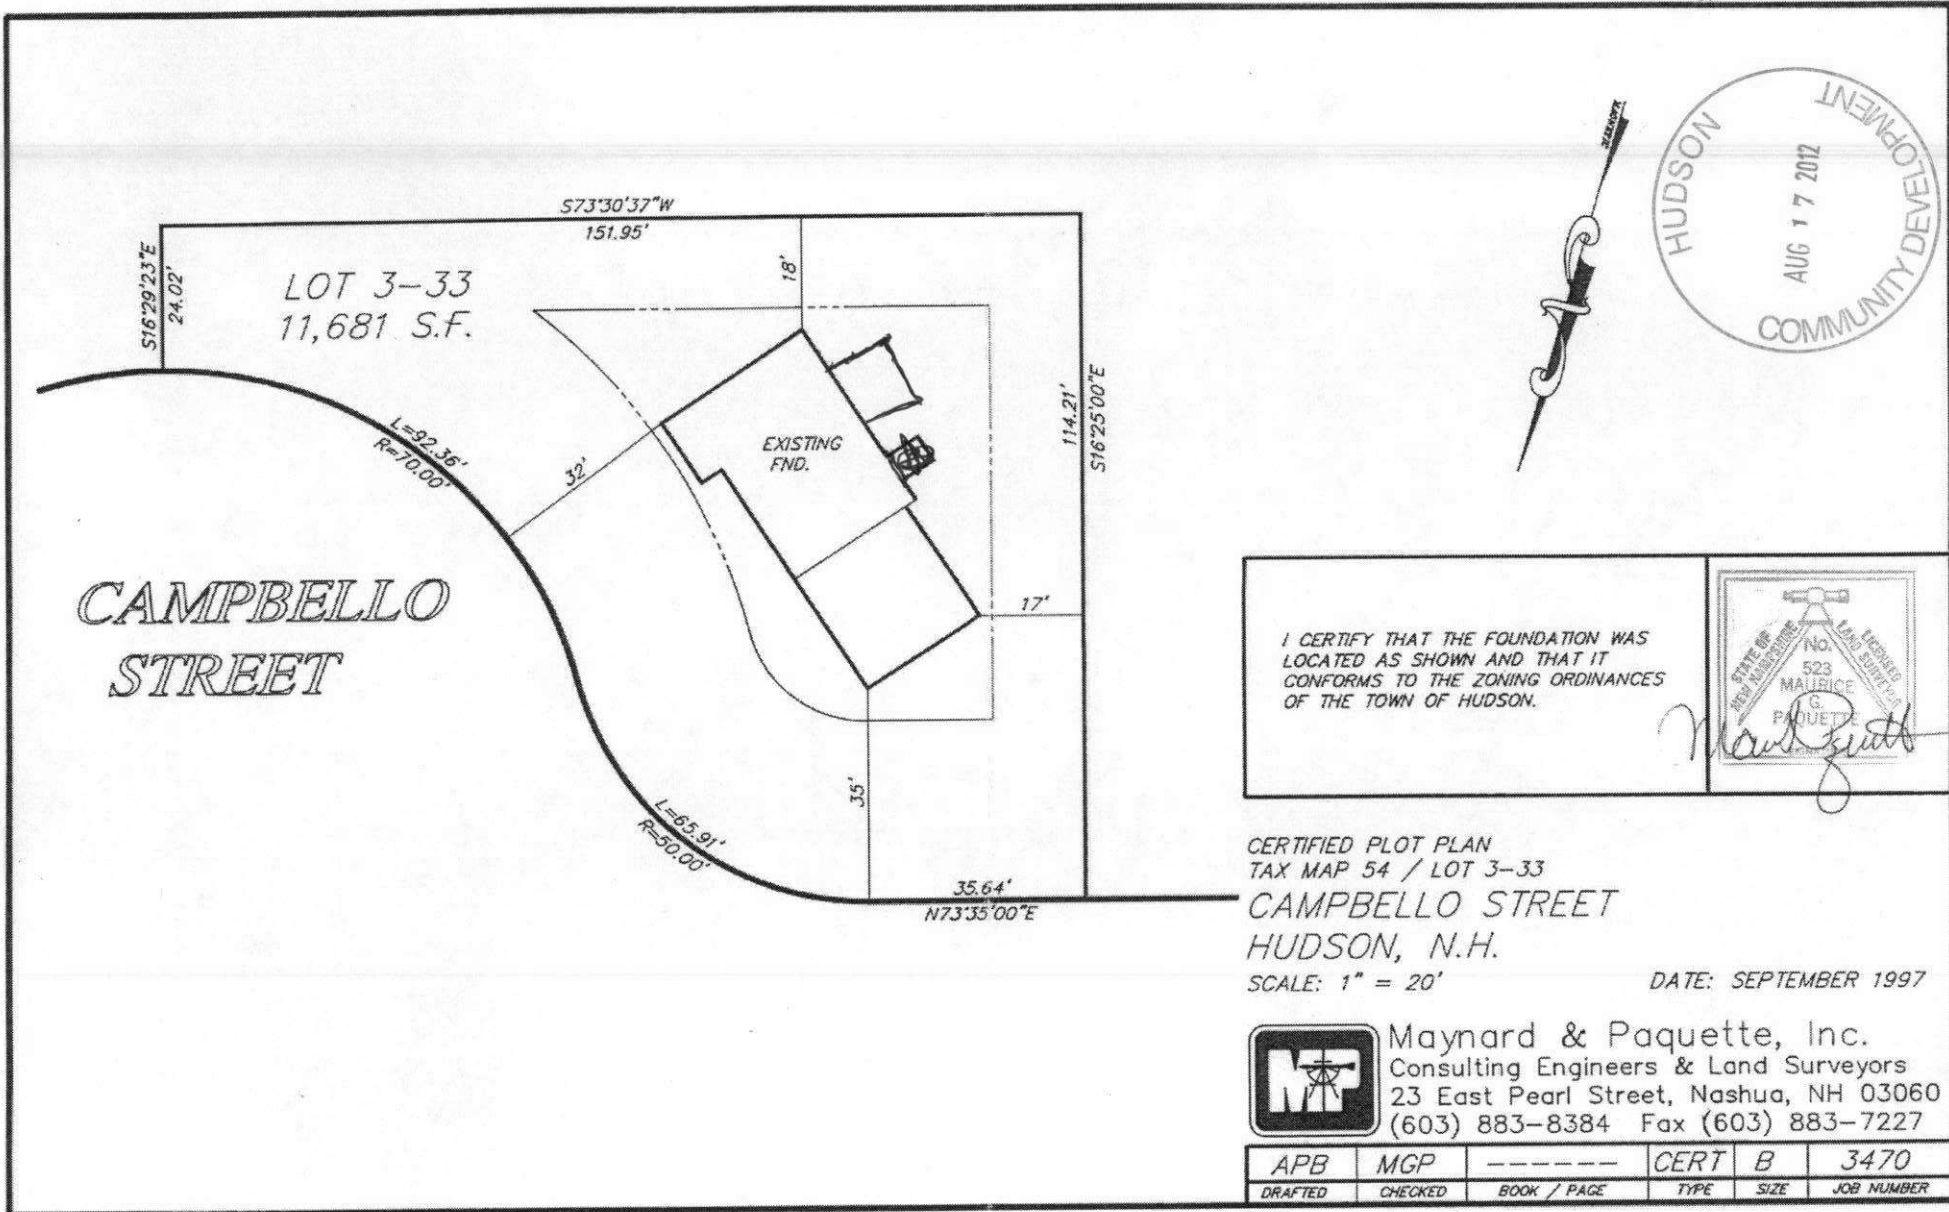 S73°30'37"W
151.95'
S16°29'23"E
24.02'
LOT 3-33
11,681 S.F.
18'
L=92.36'
R=70.00'
32'
EXISTING
FND.
114.21'
S16°25'00"E
17'
CAMPBELLO
STREET
35'
L=65.91'
R=50.00'
35.64'
N73°35'00"E
HUDSON
COMMUNITY DEVELOPMENT
AUG 17 2012
I CERTIFY THAT THE FOUNDATION WAS
LOCATED AS SHOWN AND THAT IT
CONFORMS TO THE ZONING ORDINANCES
OF THE TOWN OF HUDSON.
STATE OF
NEW HAMPSHIRE
LICENSED
LAND SURVEYOR
No.
523
MAURICE
G.
PAQUETTE
CERTIFIED PLOT PLAN
TAX MAP 54 / LOT 3-33
CAMPBELLO STREET
HUDSON, N.H.
SCALE: 1" = 20'
DATE: SEPTEMBER 1997
MP
Maynard & Paquette, Inc.
Consulting Engineers & Land Surveyors
23 East Pearl Street, Nashua, NH 03060
(603) 883-8384 Fax (603) 883-7227
APB MGP ------ CERT B 3470
DRAFTED CHECKED BOOK / PAGE TYPE SIZE JOB NUMBER